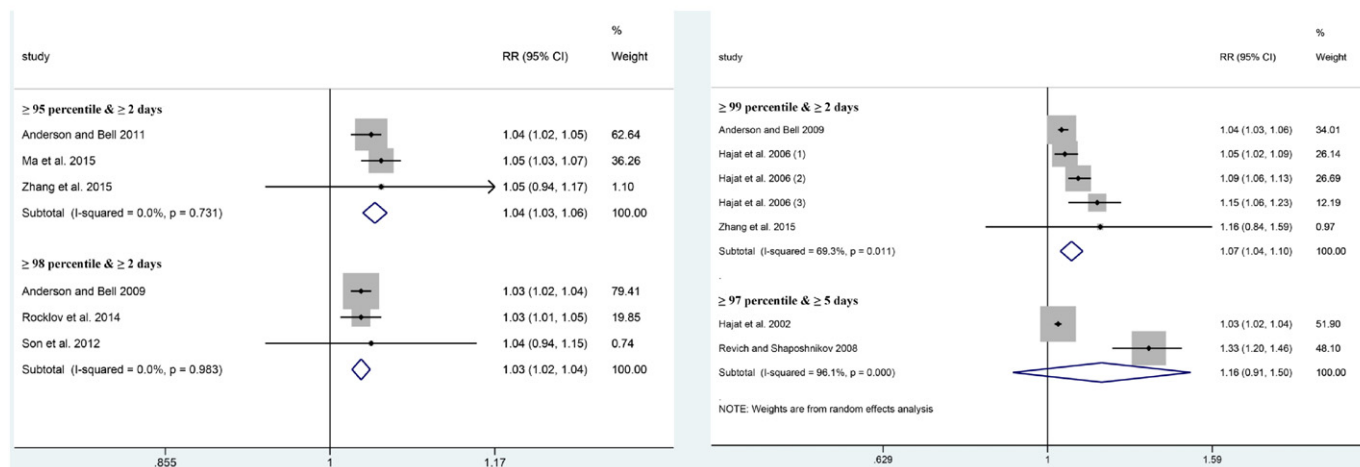 %
study RR (95% CI) Weight
≥ 95 percentile & ≥ 2 days
Anderson and Bell 2011 1.04 (1.02, 1.05) 62.64
Ma et al. 2015 1.05 (1.03, 1.07) 36.26
Zhang et al. 2015 1.05 (0.94, 1.17) 1.10
Subtotal (I-squared = 0.0%, p = 0.731) 1.04 (1.03, 1.06) 100.00
.
≥ 98 percentile & ≥ 2 days
Anderson and Bell 2009 1.03 (1.02, 1.04) 79.41
Rocklov et al. 2014 1.03 (1.01, 1.05) 19.85
Son et al. 2012 1.04 (0.94, 1.15) 0.74
Subtotal (I-squared = 0.0%, p = 0.983) 1.03 (1.02, 1.04) 100.00
.855 1 1.17
%
study RR (95% CI) Weight
≥ 99 percentile & ≥ 2 days
Anderson and Bell 2009 1.04 (1.03, 1.06) 34.01
Hajat et al. 2006 (1) 1.05 (1.02, 1.09) 26.14
Hajat et al. 2006 (2) 1.09 (1.06, 1.13) 26.69
Hajat et al. 2006 (3) 1.15 (1.06, 1.23) 12.19
Zhang et al. 2015 1.16 (0.84, 1.59) 0.97
Subtotal (I-squared = 69.3%, p = 0.011) 1.07 (1.04, 1.10) 100.00
.
≥ 97 percentile & ≥ 5 days
Hajat et al. 2002 1.03 (1.02, 1.04) 51.90
Revich and Shaposhnikov 2008 1.33 (1.20, 1.46) 48.10
Subtotal (I-squared = 96.1%, p = 0.000) 1.16 (0.91, 1.50) 100.00
NOTE: Weights are from random effects analysis
.629 1 1.59